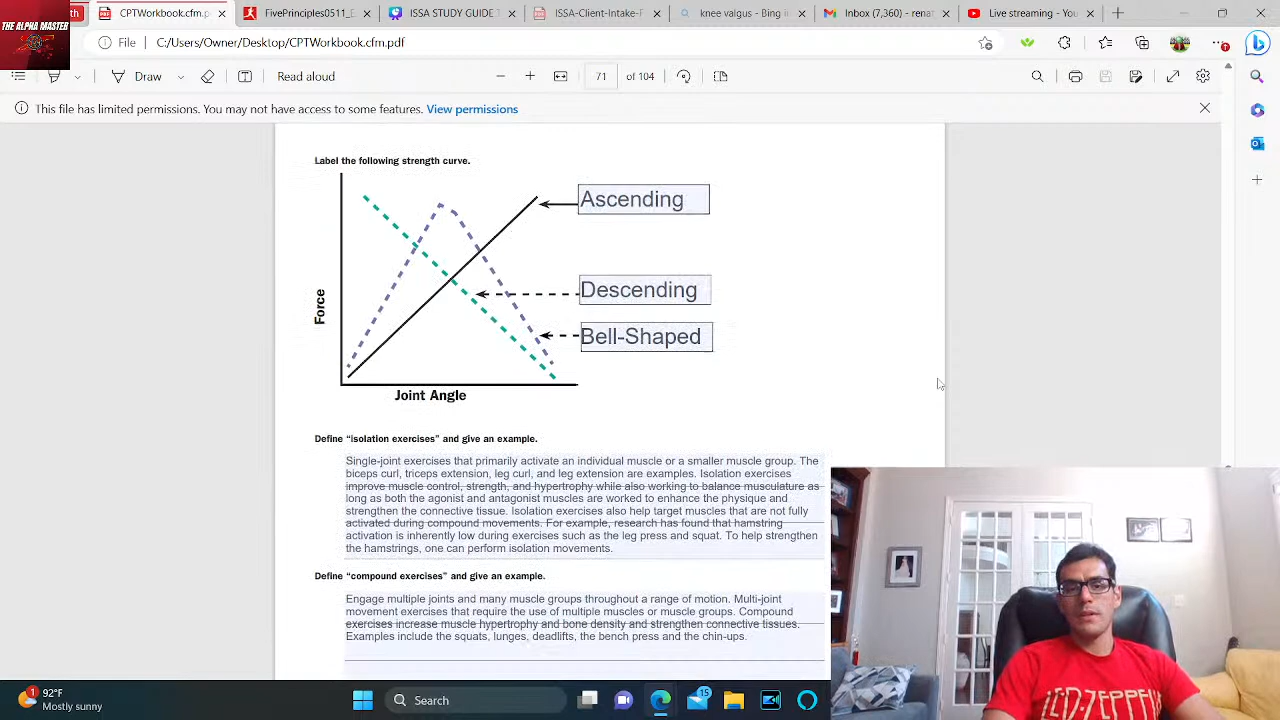 THE ALPHA MASTER
th
CPTWorkbook.cfm.pdf
FinePrinciples0511_E
ISSA STUDY GUIDE
ISSA-Client-Intake-F
knee valgus - Bing I
Inbox (7,360) - renar
Live streaming - You
File
C:/Users/Owner/Desktop/CPTWorkbook.cfm.pdf
Draw
Read aloud
71
of 104
This file has limited permissions. You may not have access to some features. View permissions
Label the following strength curve.
Ascending
Descending
Bell-Shaped
Force
Joint Angle
Define “isolation exercises” and give an example.
Single-joint exercises that primarily activate an individual muscle or a smaller muscle group. The
biceps curl, triceps extension, leg curl, and leg extension are examples. Isolation exercises
improve muscle control, strength, and hypertrophy while also working to balance musculature as
long as both the agonist and antagonist muscles are worked to enhance the physique and
strengthen the connective tissue. Isolation exercises also help target muscles that are not fully
activated during compound movements. For example, research has found that hamstring
activation is inherently low during exercises such as the leg press and squat. To help strengthen
the hamstrings, one can perform isolation movements.
Define “compound exercises” and give an example.
Engage multiple joints and many muscle groups throughout a range of motion. Multi-joint
movement exercises that require the use of multiple muscles or muscle groups. Compound
exercises increase muscle hypertrophy and bone density and strengthen connective tissues.
Examples include the squats, lunges, deadlifts, the bench press and the chin-ups.
LED-ZEPPEL
1
92°F
Mostly sunny
Search
15